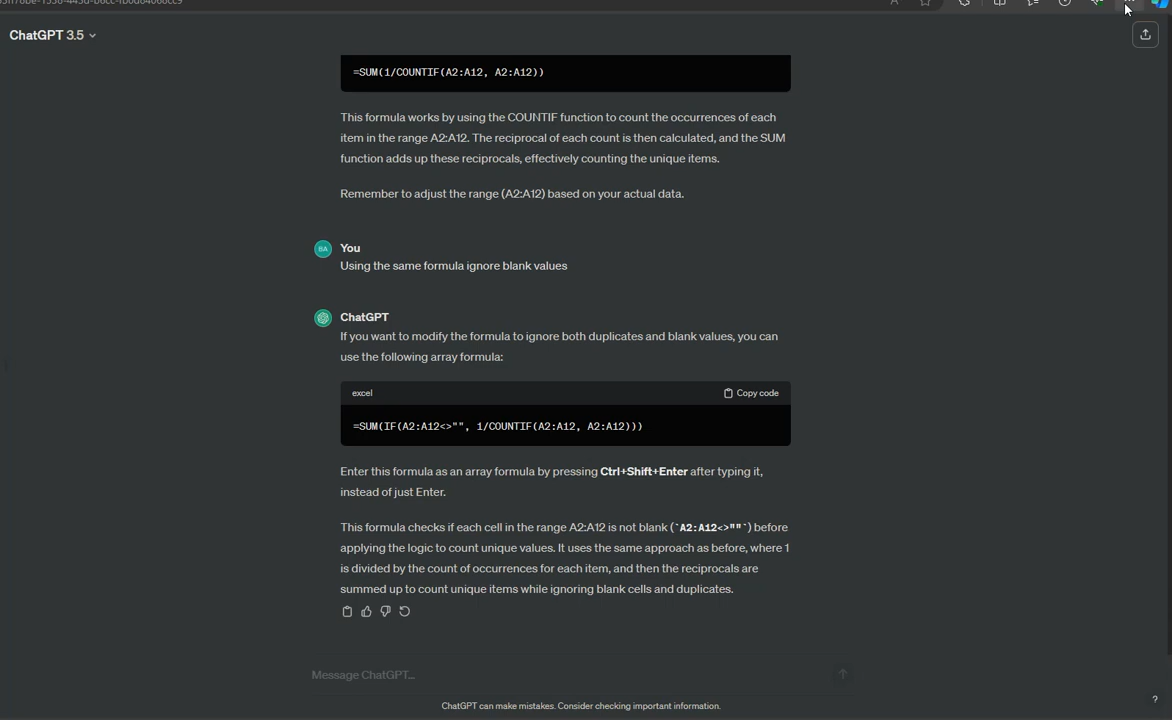 ChatGPT 3.5
=SUM(1/COUNTIF(A2:A12, A2:A12))
This formula works by using the COUNTIF function to count the occurrences of each
item in the range A2:A12. The reciprocal of each count is then calculated, and the SUM
function adds up these reciprocals, effectively counting the unique items.
Remember to adjust the range (A2:A12) based on your actual data.
BA
You
Using the same formula ignore blank values
ChatGPT
If you want to modify the formula to ignore both duplicates and blank values, you can
use the following array formula:
excel
Copy code
=SUM(IF(A2:A12<>"", 1/COUNTIF(A2:A12, A2:A12)))
Enter this formula as an array formula by pressing Ctrl+Shift+Enter after typing it,
instead of just Enter.
This formula checks if each cell in the range A2:A12 is not blank (`A2:A12<>""`) before
applying the logic to count unique values. It uses the same approach as before, where 1
is divided by the count of occurrences for each item, and then the reciprocals are
summed up to count unique items while ignoring blank cells and duplicates.
Message ChatGPT...
ChatGPT can make mistakes. Consider checking important information.
?